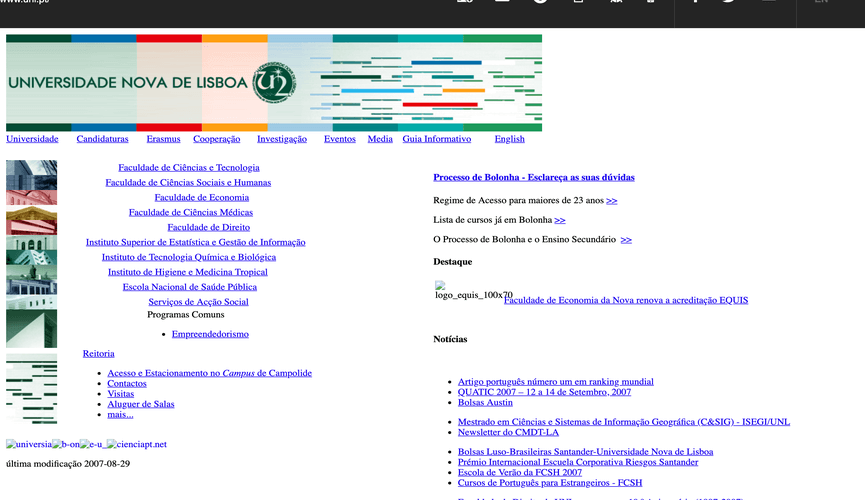 www.unl.pt
EN
UNIVERSIDADE NOVA DE LISBOA
Universidade Candidaturas Erasmus Cooperação Investigação Eventos Media Guia Informativo English
Faculdade de Ciências e Tecnologia
Faculdade de Ciências Sociais e Humanas
Faculdade de Economia
Faculdade de Ciências Médicas
Faculdade de Direito
Instituto Superior de Estatística e Gestão de Informação
Instituto de Tecnologia Química e Biológica
Instituto de Higiene e Medicina Tropical
Escola Nacional de Saúde Pública
Serviços de Acção Social
Programas Comuns
Empreendedorismo
Reitoria
Acesso e Estacionamento no Campus de Campolide
Contactos
Visitas
Aluguer de Salas
mais...
universia b-on e-u_ cienciapt.net
última modificação 2007-08-29
Processo de Bolonha - Esclareça as suas dúvidas
Regime de Acesso para maiores de 23 anos >>
Lista de cursos já em Bolonha >>
O Processo de Bolonha e o Ensino Secundário >>
Destaque
logo_equis_100x70
Faculdade de Economia da Nova renova a acreditação EQUIS
Notícias
Artigo português número um em ranking mundial
QUATIC 2007 – 12 a 14 de Setembro, 2007
Bolsas Austin
Mestrado em Ciências e Sistemas de Informação Geográfica (C&SIG) - ISEGI/UNL
Newsletter do CMDT-LA
Bolsas Luso-Brasileiras Santander-Universidade Nova de Lisboa
Prémio Internacional Escuela Corporativa Riesgos Santander
Escola de Verão da FCSH 2007
Cursos de Português para Estrangeiros - FCSH